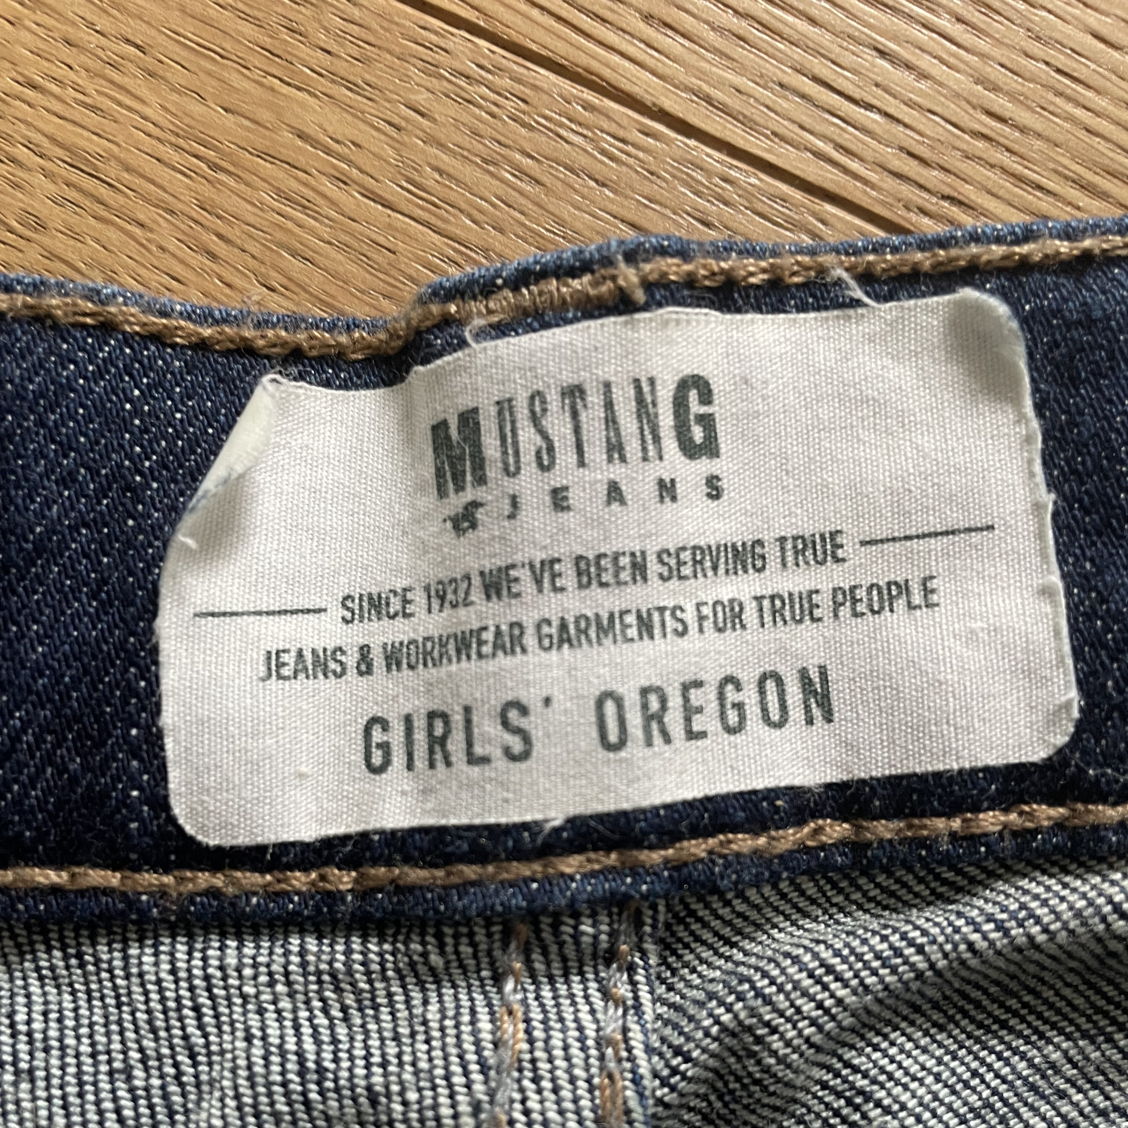 MUSTANG
JEANS
SINCE 1932 WE'VE BEEN SERVING TRUE
JEANS & WORKWEAR GARMENTS FOR TRUE PEOPLE
GIRLS' OREGON